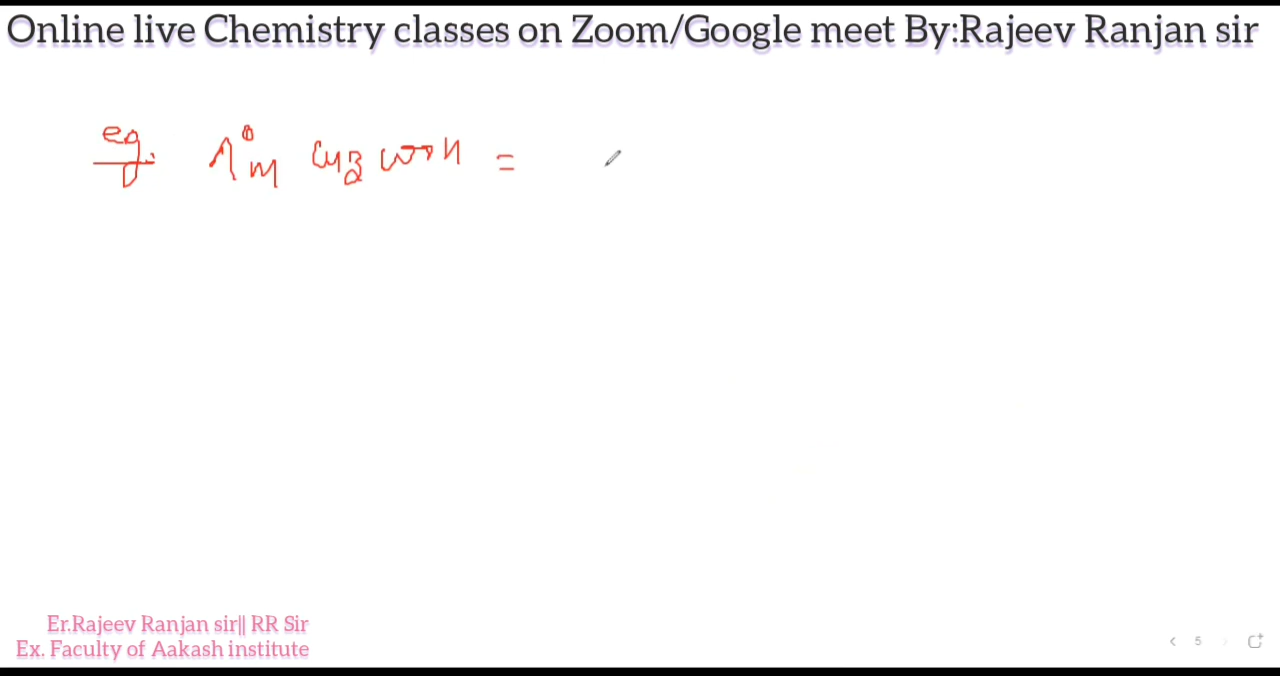 Online live Chemistry classes on Zoom/Google meet By:Rajeev Ranjan sir
eg. Λ°m CH3COOH =
Er.Rajeev Ranjan sir|| RR Sir
Ex. Faculty of Aakash institute
< 5